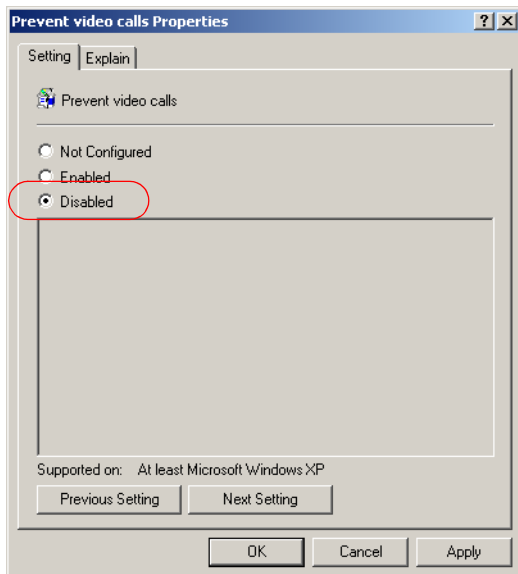 Prevent video calls Properties
Setting Explain
Prevent video calls
Not Configured
Enabled
Disabled
Supported on: At least Microsoft Windows XP
Previous Setting Next Setting
OK Cancel Apply